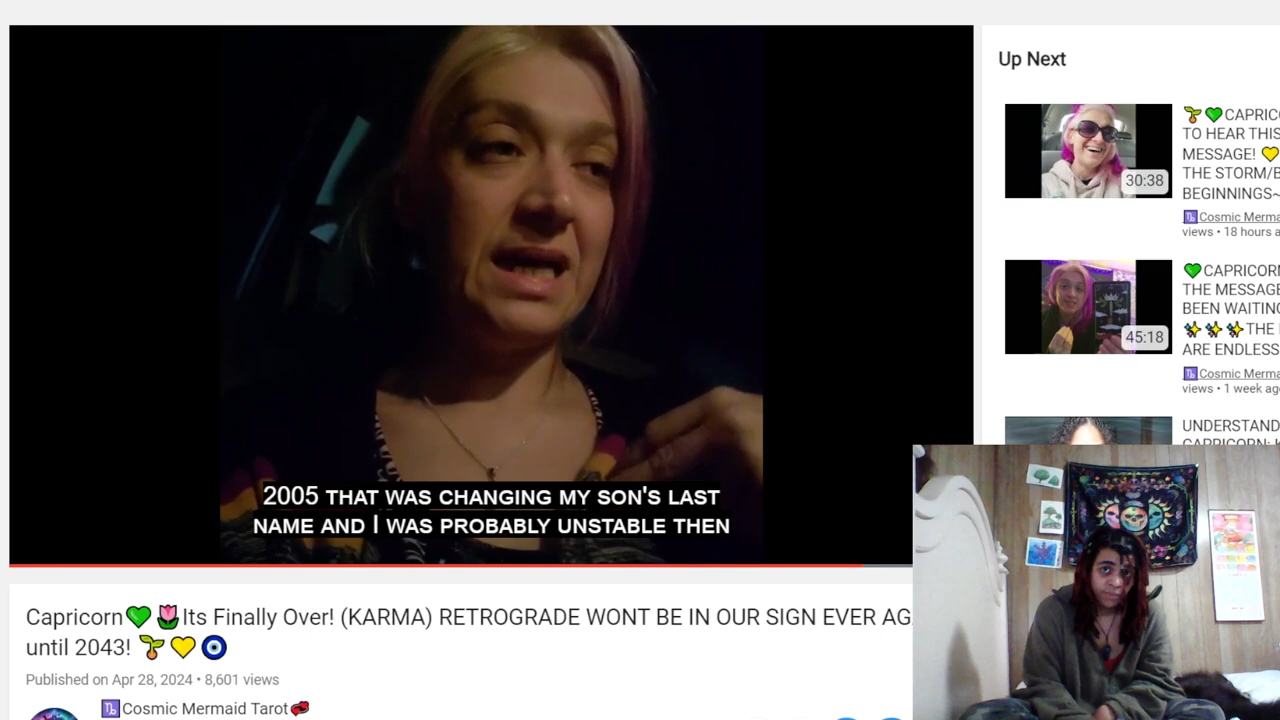 2005 THAT WAS CHANGING MY SON'S LAST
NAME AND I WAS PROBABLY UNSTABLE THEN
Capricorn💚🌷Its Finally Over! (KARMA) RETROGRADE WONT BE IN OUR SIGN EVER AG
until 2043! 🌱💛🧿
Published on Apr 28, 2024 • 8,601 views
♑Cosmic Mermaid Tarot💋
Up Next
30:38
🌱💚CAPRIC
TO HEAR THIS
MESSAGE! 💛
THE STORM/B
BEGINNINGS~
♑Cosmic Merma
views • 18 hours a
45:18
💚CAPRICORN
THE MESSAGE
BEEN WAITING
✨✨✨THE
ARE ENDLESS
♑Cosmic Merma
views • 1 week ag
UNDERSTAND